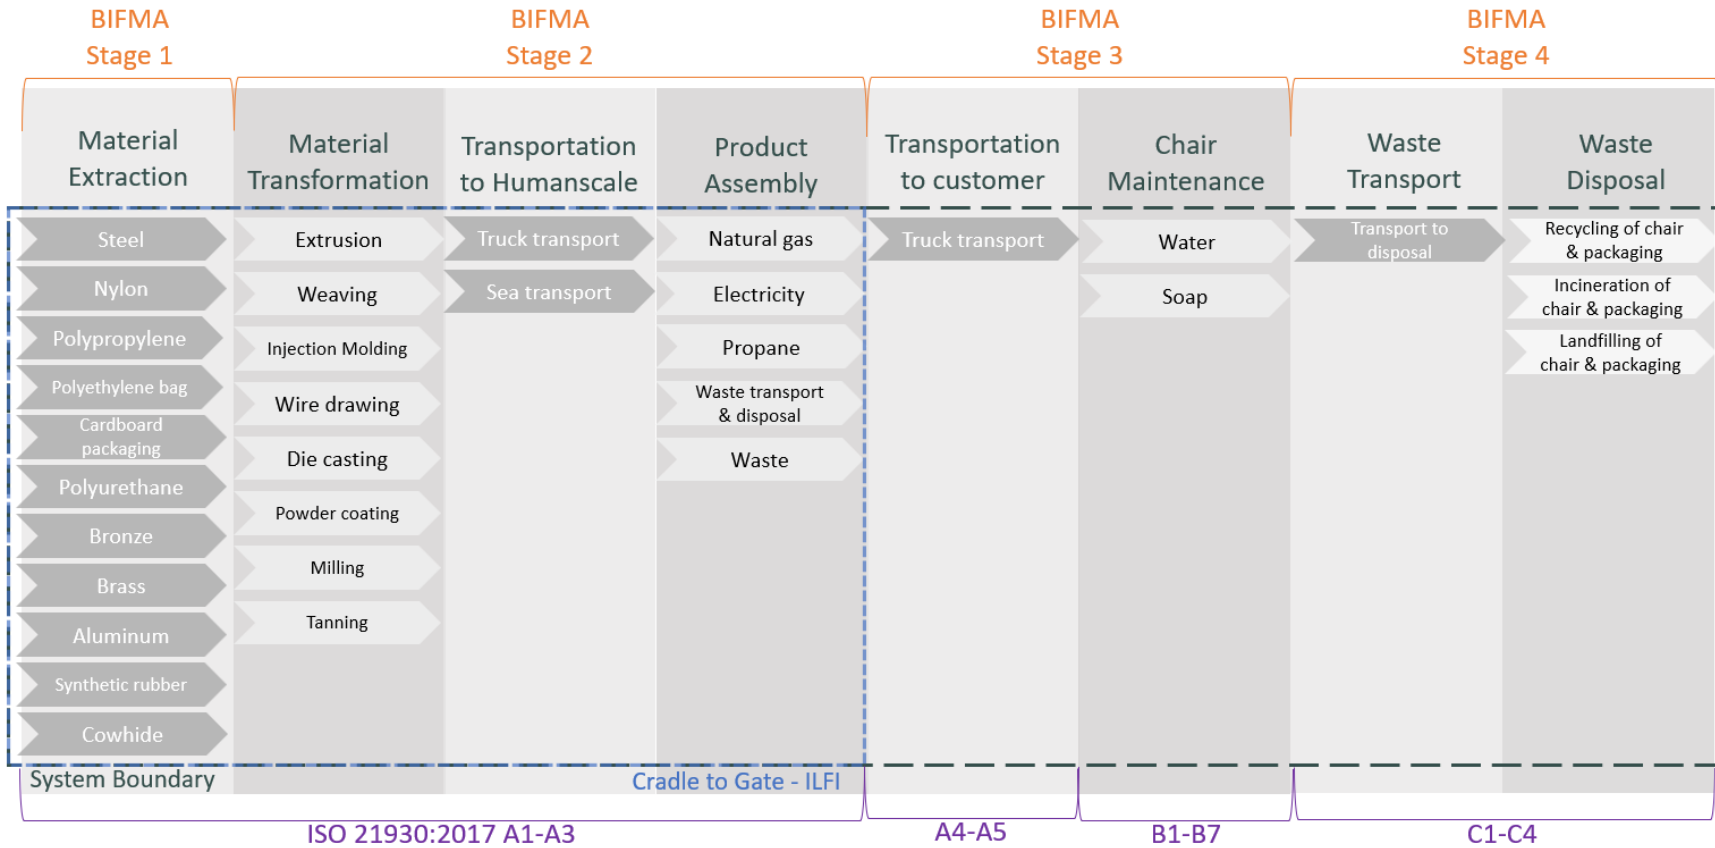 BIFMA
Stage 1
BIFMA
Stage 2
BIFMA
Stage 3
BIFMA
Stage 4
Material
Extraction
Material
Transformation
Transportation
to Humanscale
Product
Assembly
Transportation
to customer
Chair
Maintenance
Waste
Transport
Waste
Disposal
Steel
Nylon
Polypropylene
Polyethylene bag
Cardboard
packaging
Polyurethane
Bronze
Brass
Aluminum
Synthetic rubber
Cowhide
Extrusion
Weaving
Injection Molding
Wire drawing
Die casting
Powder coating
Milling
Tanning
Truck transport
Sea transport
Natural gas
Electricity
Propane
Waste transport
& disposal
Waste
Truck transport
Water
Soap
Transport to
disposal
Recycling of chair
& packaging
Incineration of
chair & packaging
Landfilling of
chair & packaging
System Boundary
Cradle to Gate - ILFI
ISO 21930:2017 A1-A3
A4-A5
B1-B7
C1-C4